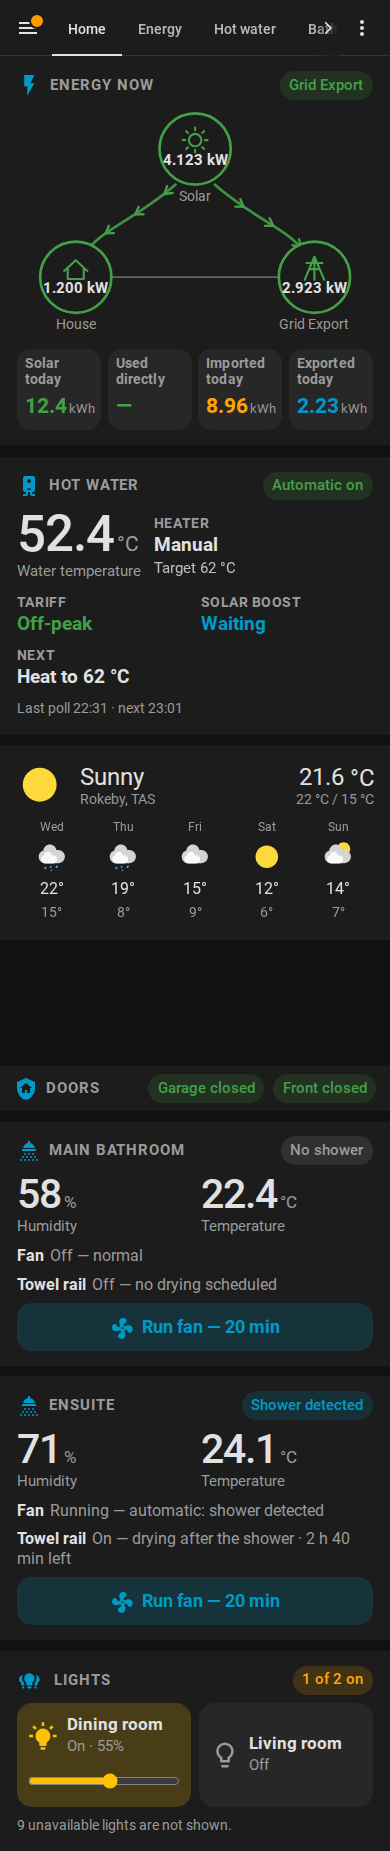 Home Energy Hot water Bath
ENERGY NOW Grid Export
4.123 kW
Solar
1.200 kW 2.923 kW
House Grid Export
Solar today Used directly Imported today Exported today
12.4 kWh — 8.96 kWh 2.23 kWh
HOT WATER Automatic on
52.4 °C
Water temperature
HEATER
Manual
Target 62 °C
TARIFF SOLAR BOOST
Off-peak Waiting
NEXT
Heat to 62 °C
Last poll 22:31 · next 23:01
Sunny 21.6 °C
Rokeby, TAS 22 °C / 15 °C
Wed Thu Fri Sat Sun
22° 19° 15° 12° 14°
15° 8° 9° 6° 7°
DOORS Garage closed Front closed
MAIN BATHROOM No shower
58 % 22.4 °C
Humidity Temperature
Fan Off — normal
Towel rail Off — no drying scheduled
Run fan — 20 min
ENSUITE Shower detected
71 % 24.1 °C
Humidity Temperature
Fan Running — automatic: shower detected
Towel rail On — drying after the shower · 2 h 40
min left
Run fan — 20 min
LIGHTS 1 of 2 on
Dining room
On · 55%
Living room
Off
9 unavailable lights are not shown.